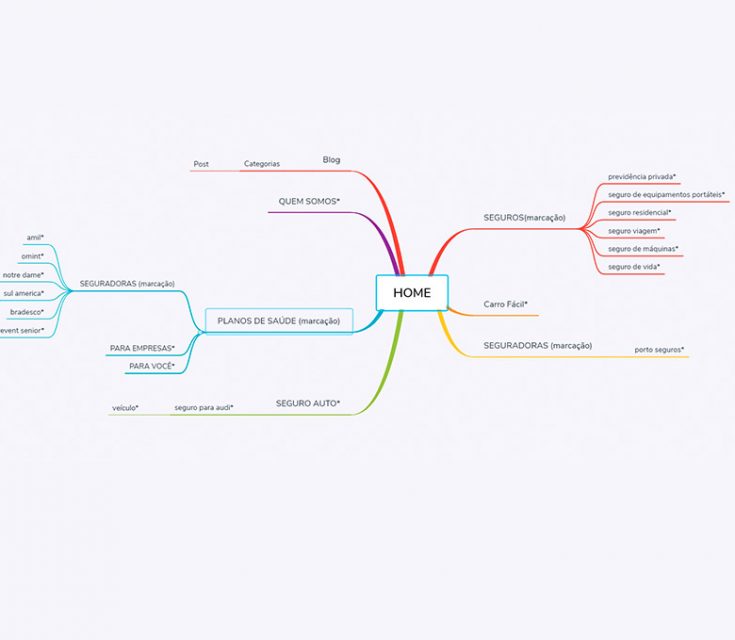 Blog
Categorias
Post
QUEM SOMOS*
HOME
SEGUROS(marcação)
previdência privada*
seguro de equipamentos portáteis*
seguro residencial*
seguro viagem*
seguro de máquinas*
seguro de vida*
Carro Fácil*
SEGURADORAS (marcação)
porto seguros*
PLANOS DE SAÚDE (marcação)
SEGURADORAS (marcação)
amil*
omint*
notre dame*
sul america*
bradesco*
event senior*
PARA EMPRESAS*
PARA VOCÊ*
SEGURO AUTO*
seguro para audi*
veículo*